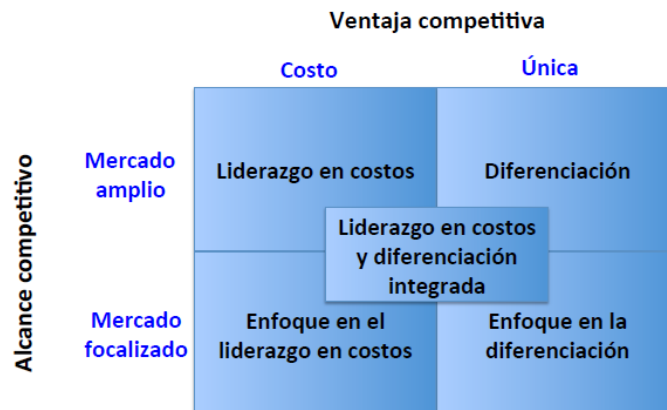 Ventaja competitiva
Costo
Única
Alcance competitivo
Mercado
amplio
Liderazgo en costos
Diferenciación
Liderazgo en costos
y diferenciación
integrada
Mercado
focalizado
Enfoque en el
liderazgo en costos
Enfoque en la
diferenciación